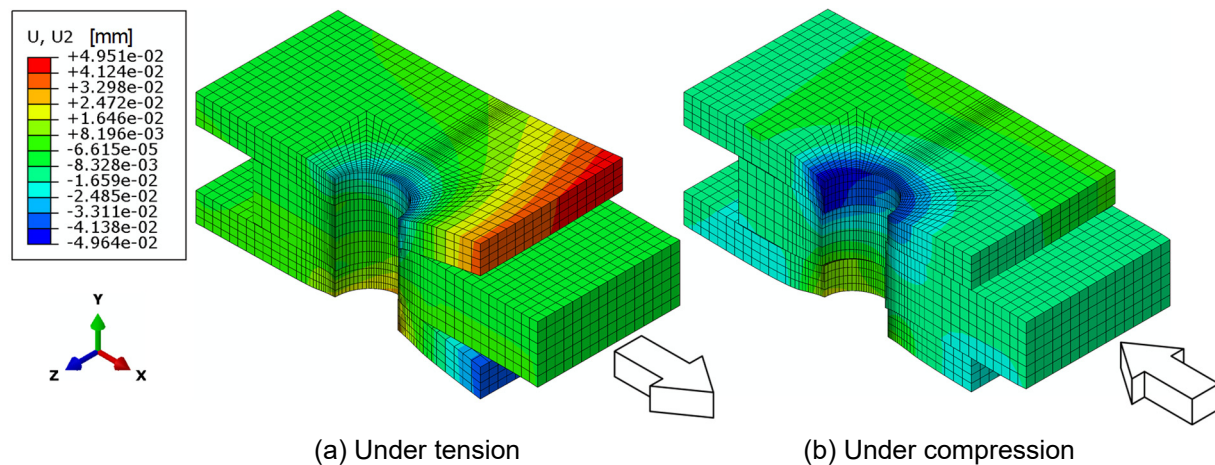 U, U2 [mm]
+4.951e-02
+4.124e-02
+3.298e-02
+2.472e-02
+1.646e-02
+8.196e-03
-6.615e-05
-8.328e-03
-1.659e-02
-2.485e-02
-3.311e-02
-4.138e-02
-4.964e-02
Y
Z
X
(a) Under tension
(b) Under compression